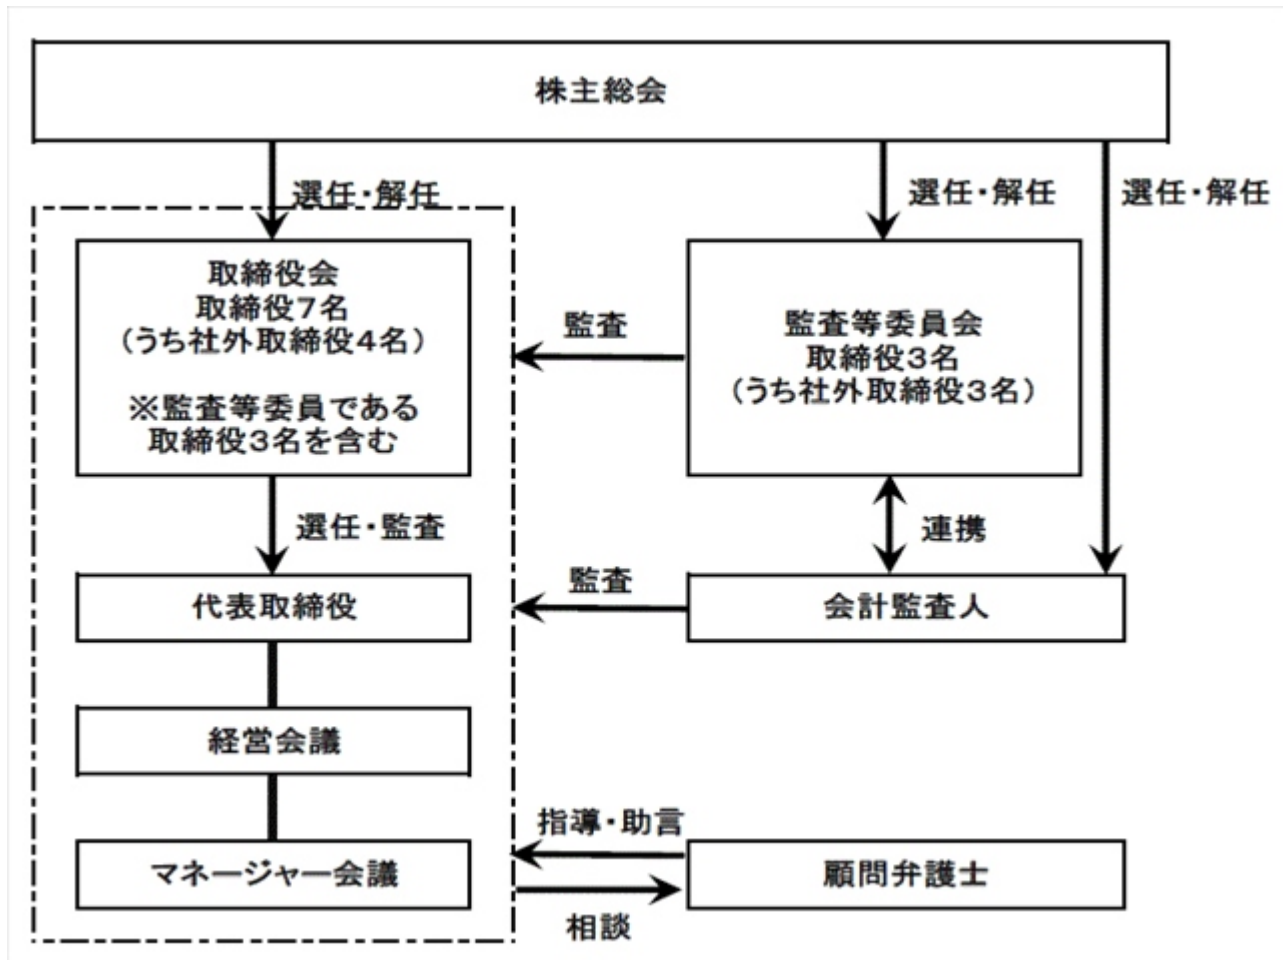 株主総会
選任・解任
選任・解任
選任・解任
取締役会
取締役7名
(うち社外取締役4名)
※監査等委員である
取締役3名を含む
監査
監査等委員会
取締役3名
(うち社外取締役3名)
選任・監査
連携
代表取締役
監査
会計監査人
経営会議
指導・助言
マネージャー会議
顧問弁護士
相談